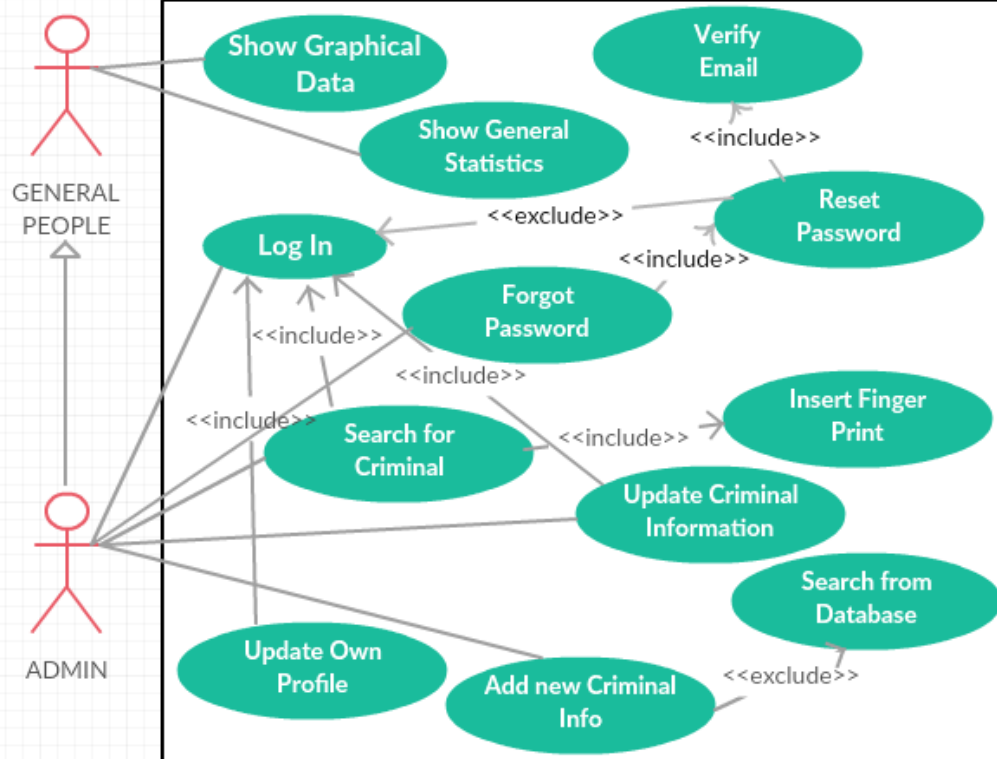 Show Graphical
Data
Verify
Email
Show General
Statistics
<<include>>
GENERAL
PEOPLE
Reset
Password
<<exclude>>
Log In
<<include>>
Forgot
Password
<<include>>
<<include>>
<<include>>
Search for
Criminal
<<include>>
Insert Finger
Print
Update Criminal
Information
Search from
Database
ADMIN
Update Own
Profile
Add new Criminal
Info
<<exclude>>